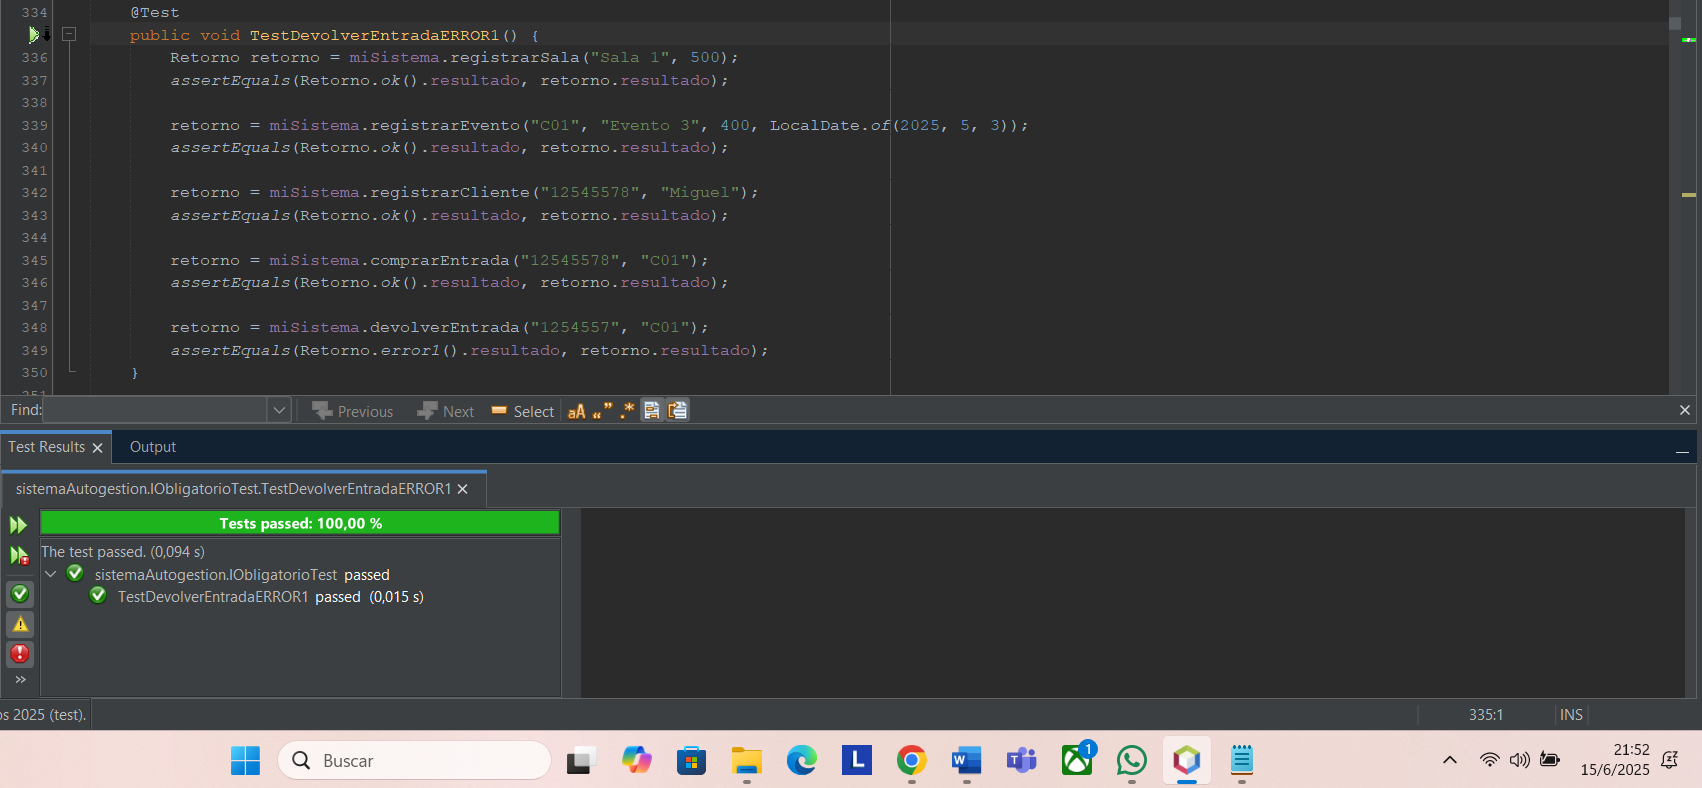 334 @Test
public void TestDevolverEntradaERROR1() {
336 Retorno retorno = miSistema.registrarSala("Sala 1", 500);
337 assertEquals(Retorno.ok().resultado, retorno.resultado);
338
339 retorno = miSistema.registrarEvento("C01", "Evento 3", 400, LocalDate.of(2025, 5, 3));
340 assertEquals(Retorno.ok().resultado, retorno.resultado);
341
342 retorno = miSistema.registrarCliente("12545578", "Miguel");
343 assertEquals(Retorno.ok().resultado, retorno.resultado);
344
345 retorno = miSistema.comprarEntrada("12545578", "C01");
346 assertEquals(Retorno.ok().resultado, retorno.resultado);
347
348 retorno = miSistema.devolverEntrada("1254557", "C01");
349 assertEquals(Retorno.error1().resultado, retorno.resultado);
350 }
351
Find: Previous Next Select aA “” .*
Test Results Output
sistemaAutogestion.IObligatorioTest.TestDevolverEntradaERROR1
Tests passed: 100,00 %
The test passed. (0,094 s)
sistemaAutogestion.IObligatorioTest passed
TestDevolverEntradaERROR1 passed (0,015 s)
os 2025 (test). 335:1 INS
Buscar L W T 1 21:52
15/6/2025